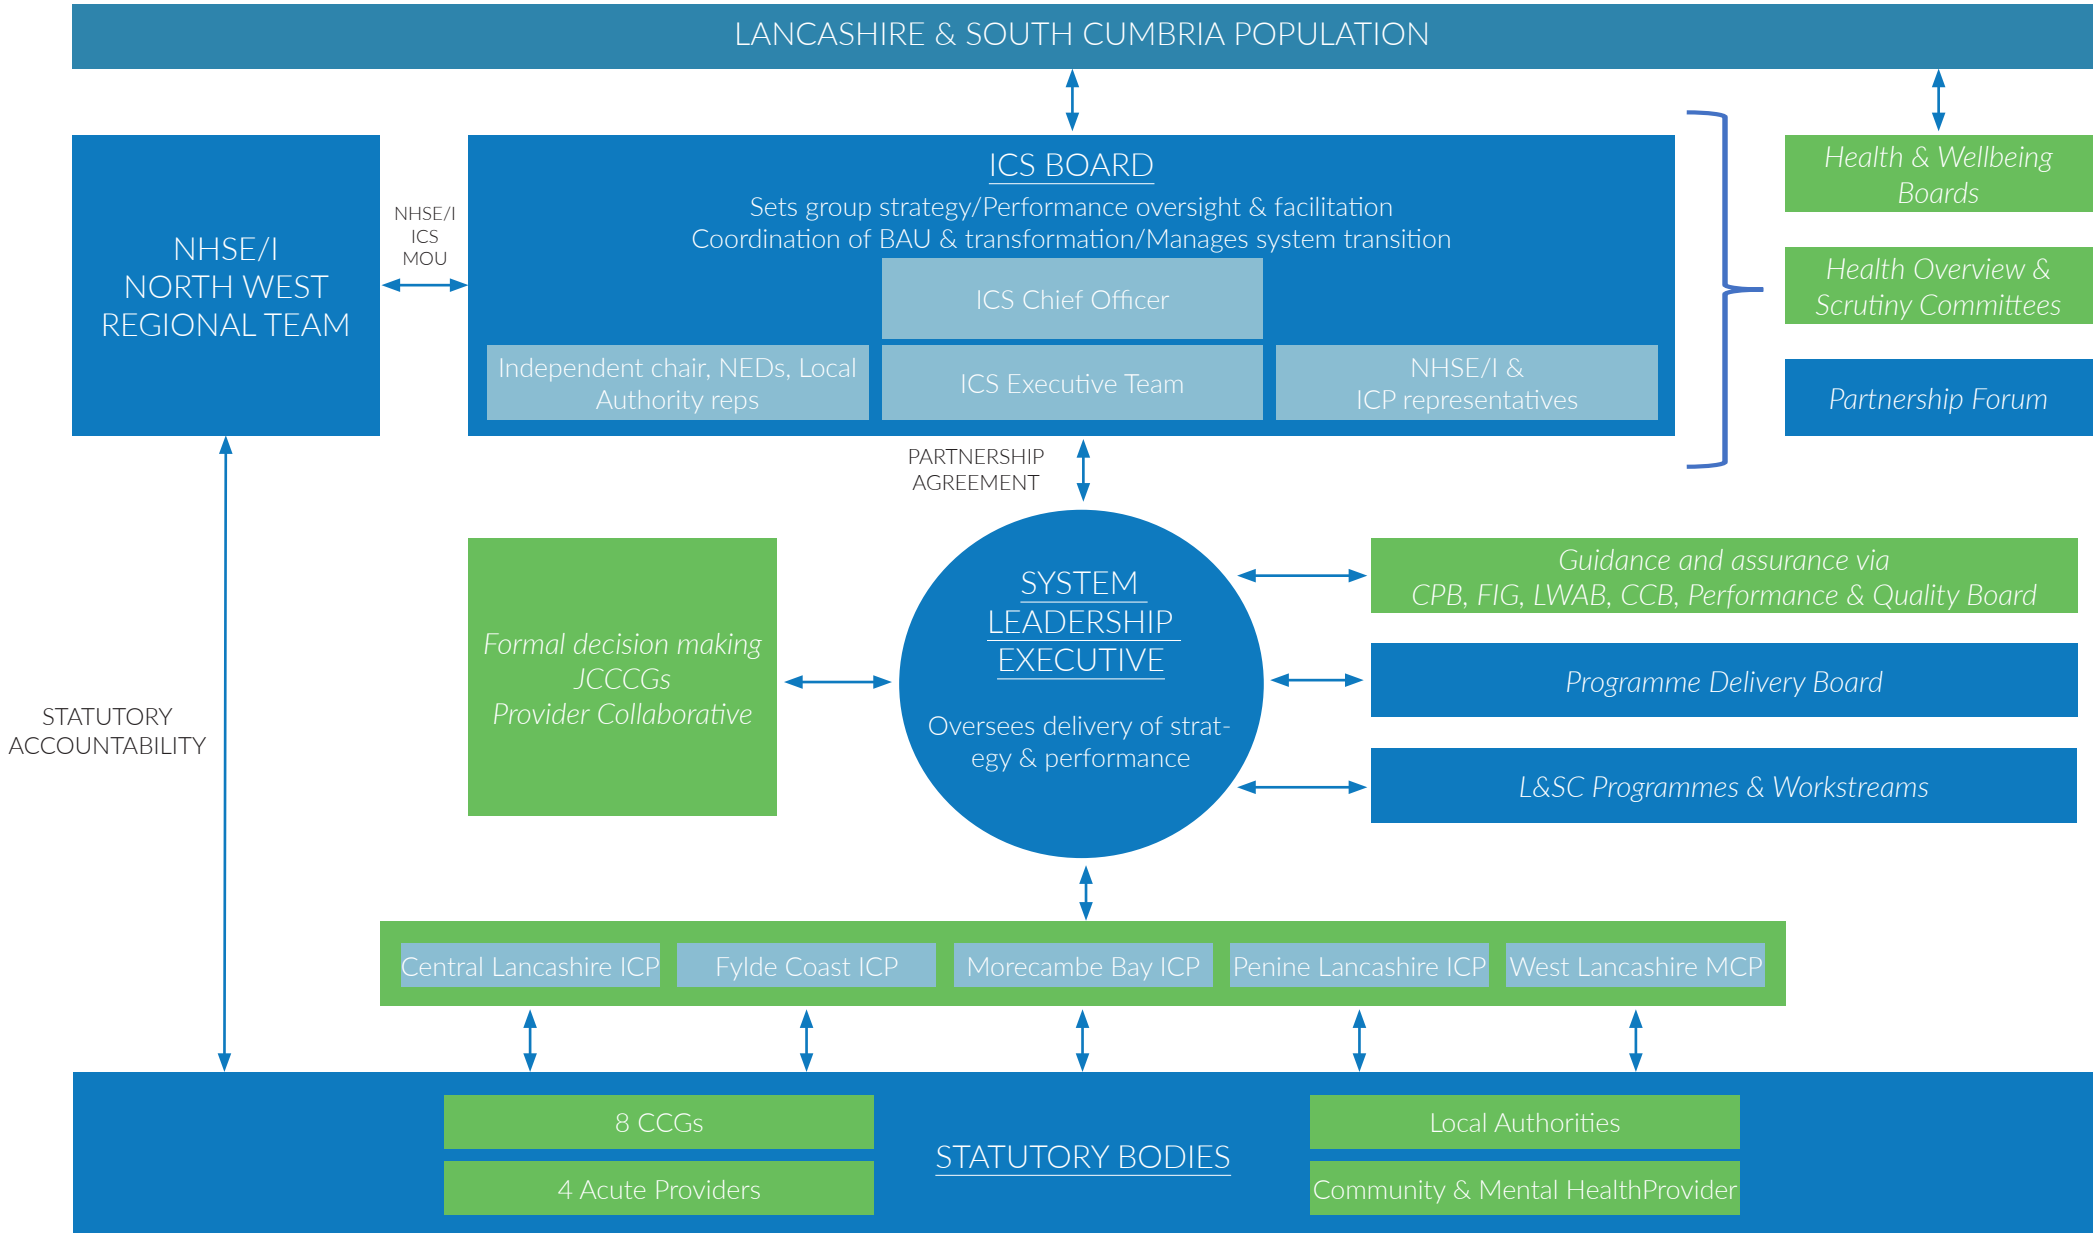 LANCASHIRE & SOUTH CUMBRIA POPULATION
NHSE/I
NORTH WEST
REGIONAL TEAM
NHSE/I
ICS
MOU
ICS BOARD
Sets group strategy/Performance oversight & facilitation
Coordination of BAU & transformation/Manages system transition
ICS Chief Officer
Independent chair, NEDs, Local
Authority reps
ICS Executive Team
NHSE/I &
ICP representatives
Health & Wellbeing
Boards
Health Overview &
Scrutiny Committees
Partnership Forum
PARTNERSHIP
AGREEMENT
Formal decision making
JCCCGs
Provider Collaborative
SYSTEM
LEADERSHIP
EXECUTIVE
Oversees delivery of strat-
egy & performance
Guidance and assurance via
CPB, FIG, LWAB, CCB, Performance & Quality Board
Programme Delivery Board
L&SC Programmes & Workstreams
STATUTORY
ACCOUNTABILITY
Central Lancashire ICP
Fylde Coast ICP
Morecambe Bay ICP
Penine Lancashire ICP
West Lancashire MCP
8 CCGs
4 Acute Providers
STATUTORY BODIES
Local Authorities
Community & Mental HealthProvider